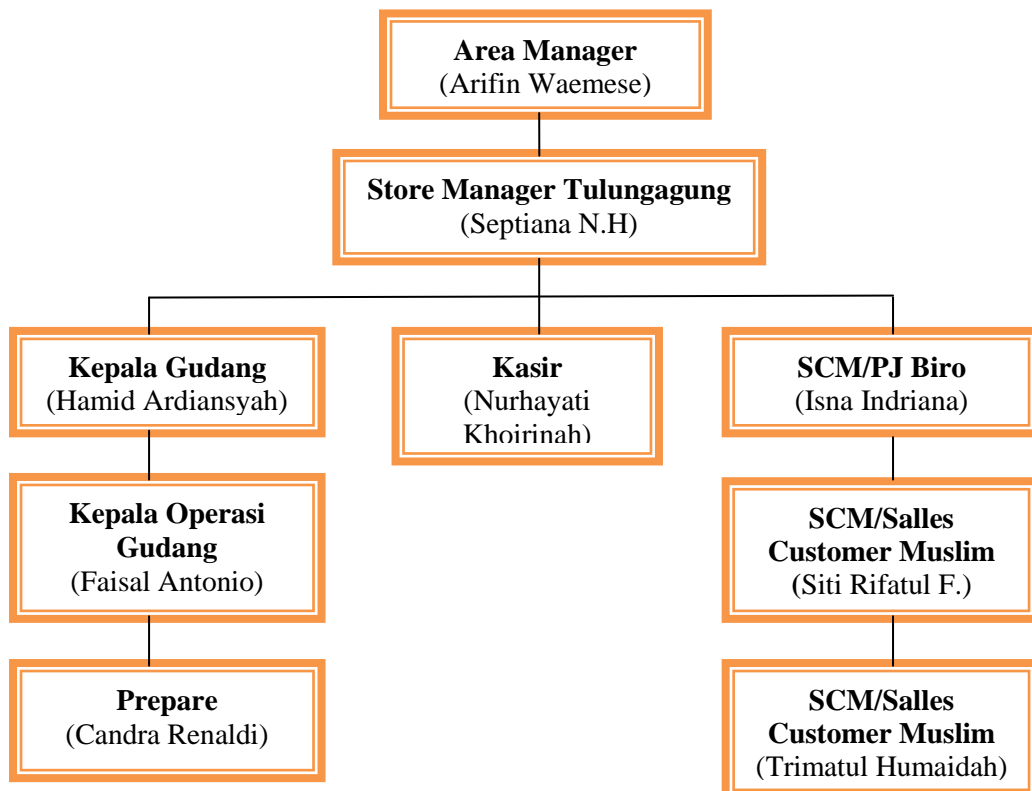 Area Manager
(Arifin Waemese)
Store Manager Tulungagung
(Septiana N.H)
Kepala Gudang
(Hamid Ardiansyah)
Kasir
(Nurhayati
Khoirinah)
SCM/PJ Biro
(Isna Indriana)
Kepala Operasi
Gudang
(Faisal Antonio)
SCM/Salles
Customer Muslim
(Siti Rifatul F.)
Prepare
(Candra Renaldi)
SCM/Salles
Customer Muslim
(Trimatul Humaidah)